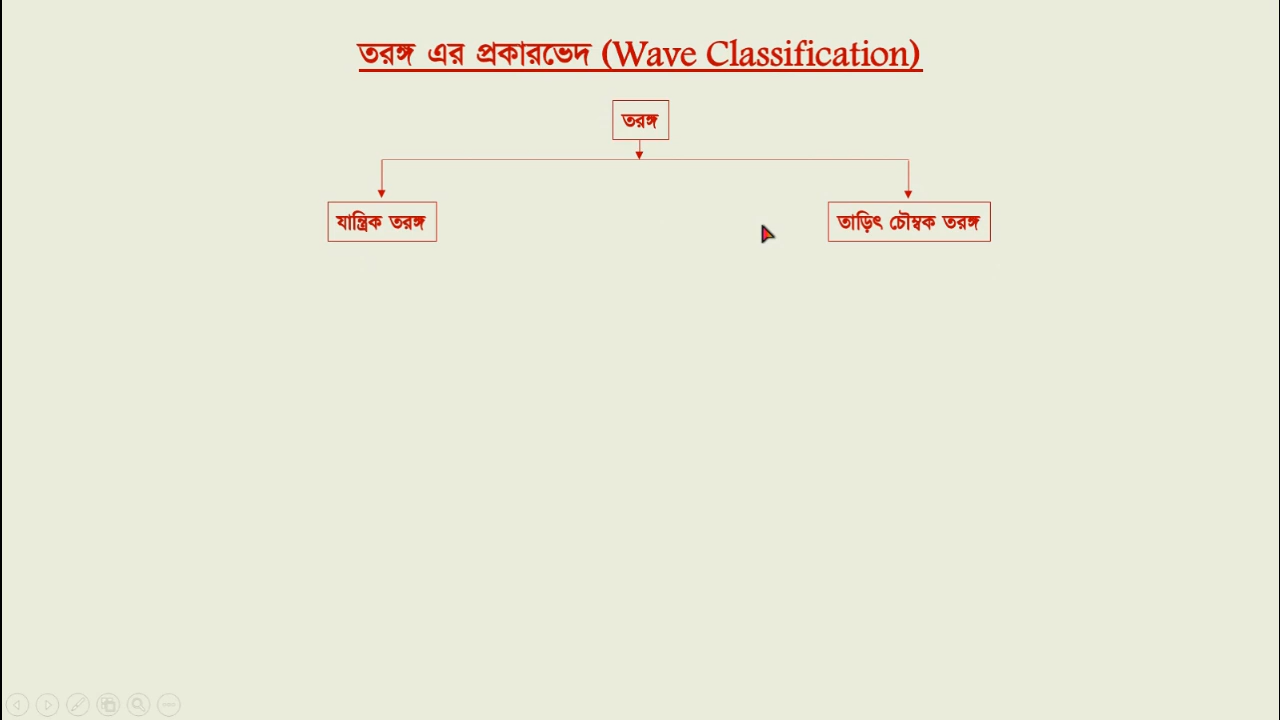 তরঙ্গ এর প্রকারভেদ (Wave Classification)
তরঙ্গ
যান্ত্রিক তরঙ্গ
তাড়িৎ চৌম্বক তরঙ্গ